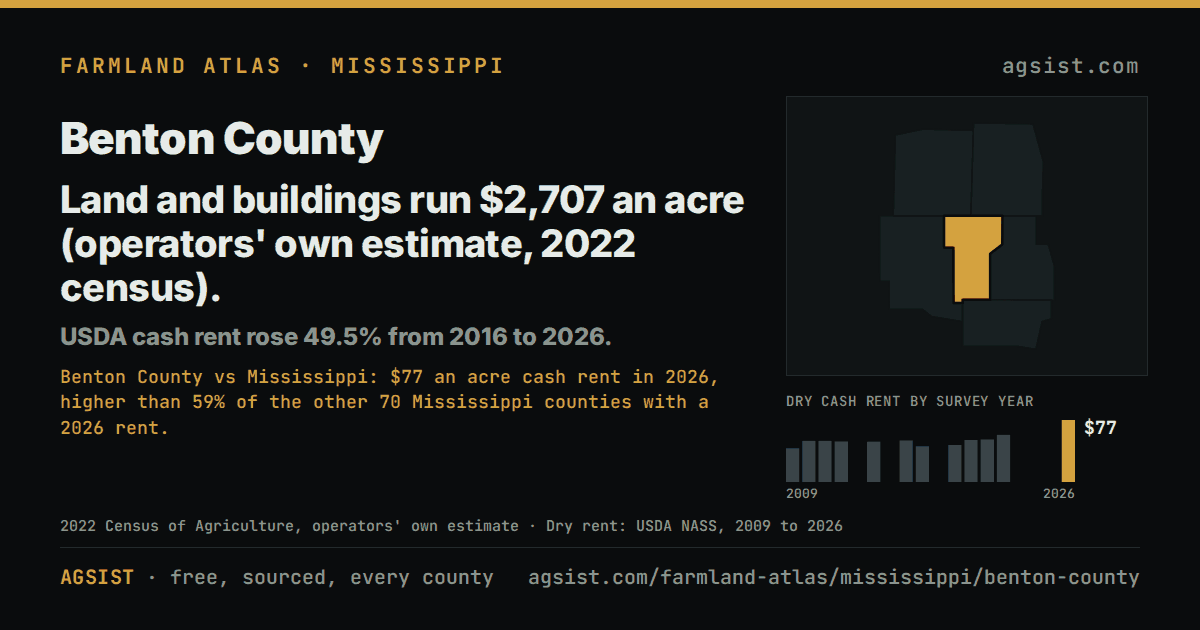 FARMLAND ATLAS · MISSISSIPPI
agsist.com
Benton County
Land and buildings run $2,707 an acre
(operators' own estimate, 2022
census).
USDA cash rent rose 49.5% from 2016 to 2026.
Benton County vs Mississippi: $77 an acre cash rent in 2026,
higher than 59% of the other 70 Mississippi counties with a
2026 rent.
DRY CASH RENT BY SURVEY YEAR
$77
2009
2026
2022 Census of Agriculture, operators' own estimate · Dry rent: USDA NASS, 2009 to 2026
AGSIST · free, sourced, every county
agsist.com/farmland-atlas/mississippi/benton-county